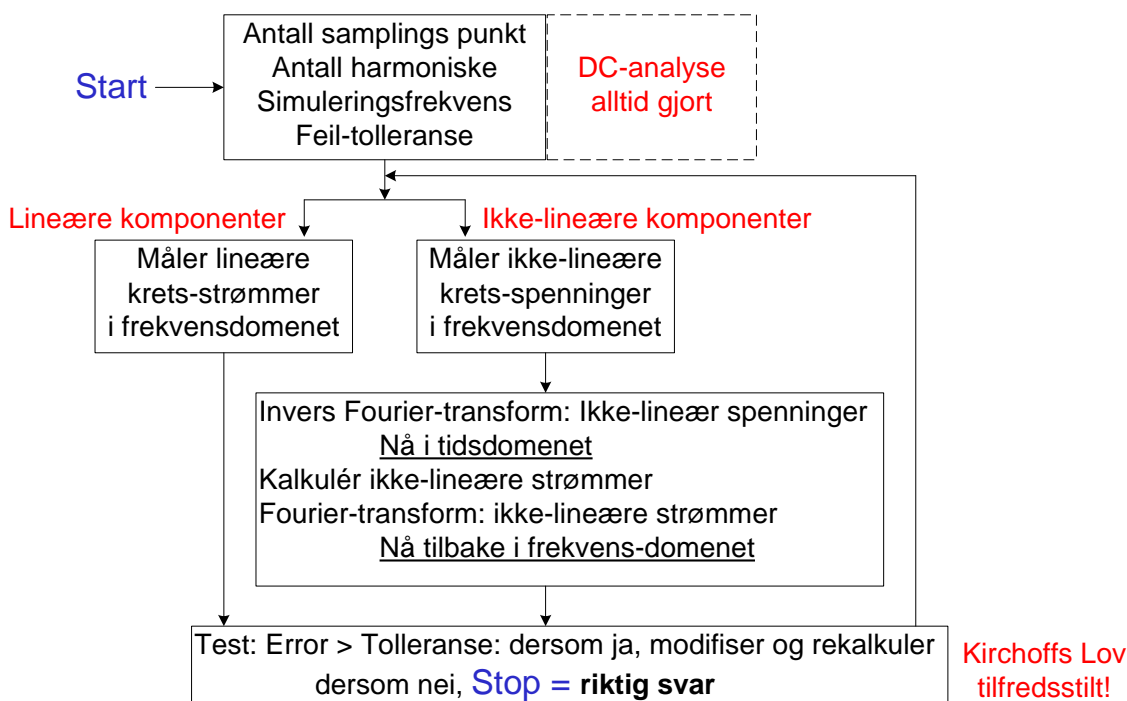 Start
Antall samplings punkt
Antall harmoniske
Simuleringsfrekvens
Feil-tolleranse
DC-analyse
alltid gjort
Lineære komponenter
Ikke-lineære komponenter
Måler lineære
krets-strømmer
i frekvensdomenet
Måler ikke-lineære
krets-spenninger
i frekvensdomenet
Invers Fourier-transform: Ikke-lineær spenninger
Nå i tidsdomenet
Kalkulér ikke-lineære strømmer
Fourier-transform: ikke-lineære strømmer
Nå tilbake i frekvens-domenet
Test: Error > Tolleranse: dersom ja, modifiser og rekalkuler
dersom nei, Stop = riktig svar
Kirchoffs Lov
tilfredsstilt!